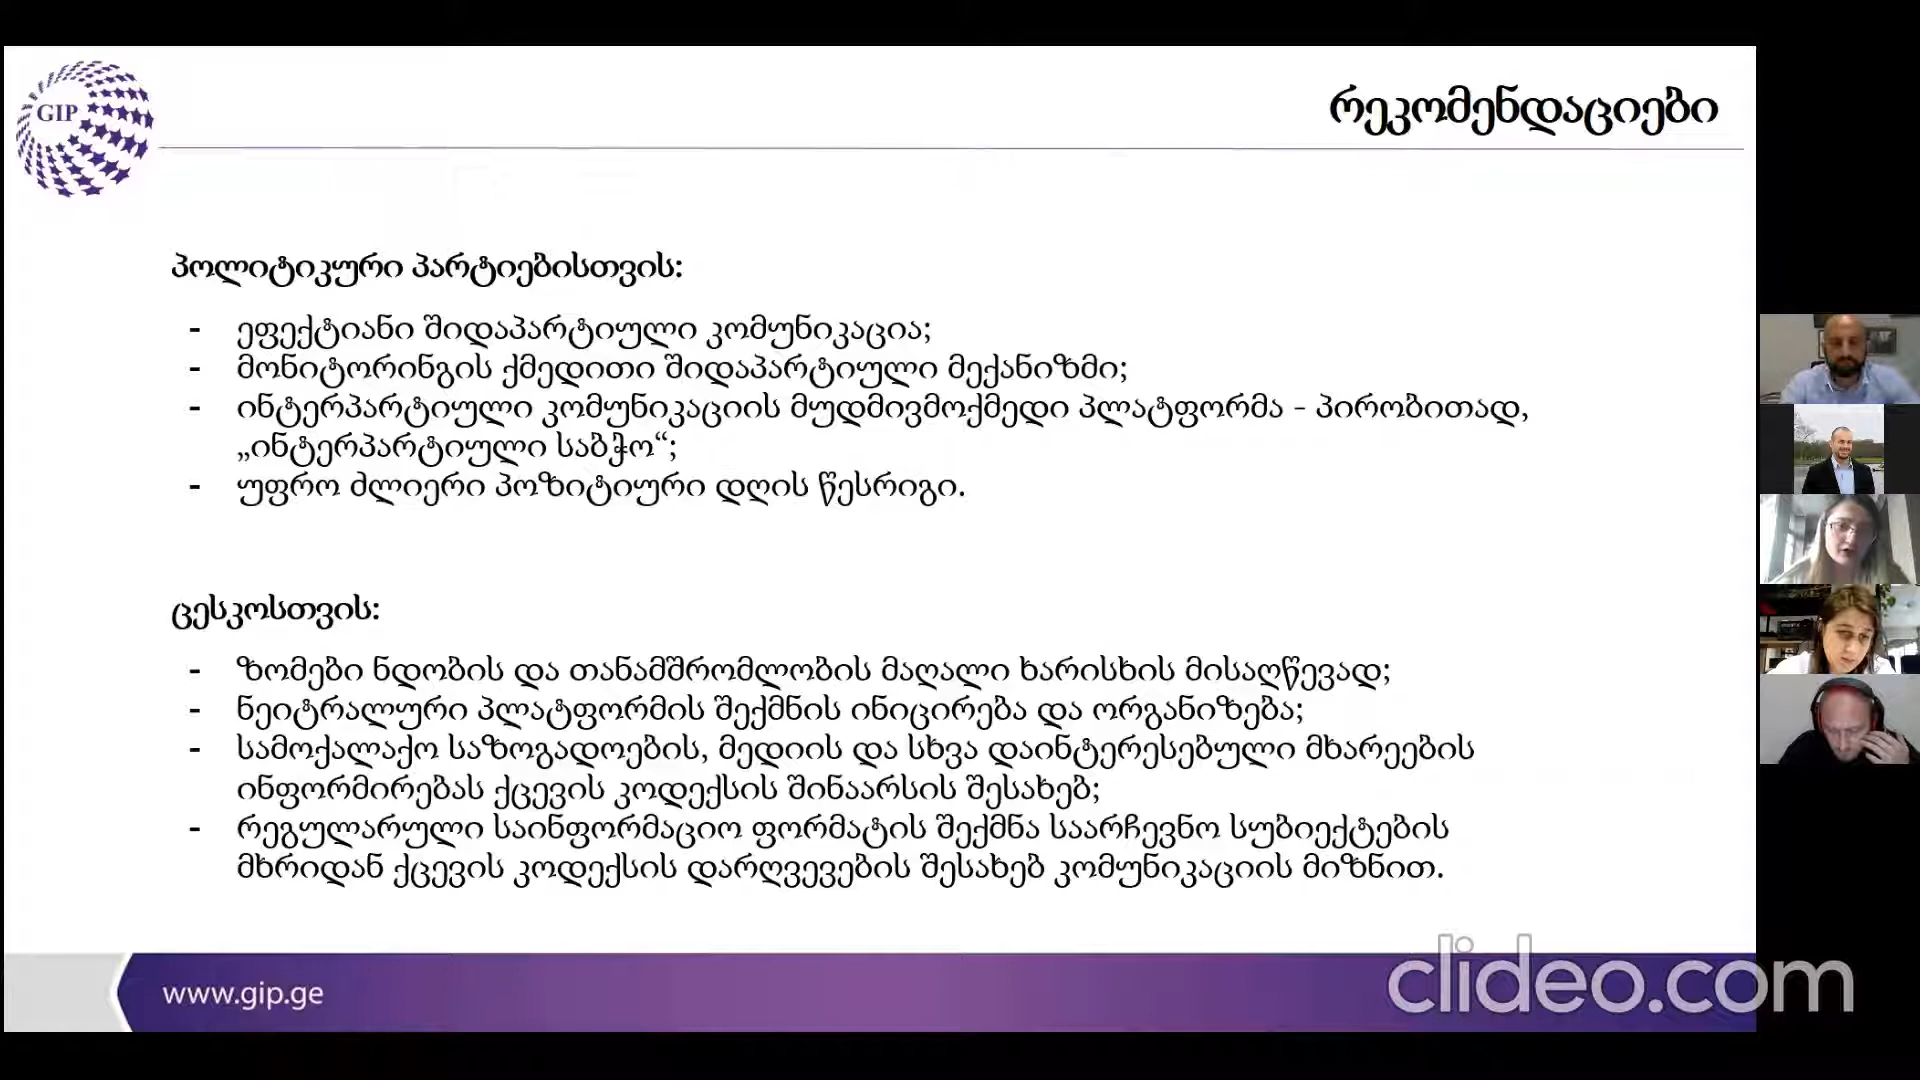 GIP
რეკომენდაციები
პოლიტიკური პარტიებისთვის:
- ეფექტიანი შიდაპარტიული კომუნიკაცია;
- მონიტორინგის ქმედითი შიდაპარტიული მექანიზმი;
- ინტერპარტიული კომუნიკაციის მუდმივმოქმედი პლატფორმა - პირობითად,
„ინტერპარტიული საბჭო“;
- უფრო ძლიერი პოზიტიური დღის წესრიგი.
ცესკოსთვის:
- ზომები ნდობის და თანამშრომლობის მაღალი ხარისხის მისაღწევად;
- ნეიტრალური პლატფორმის შექმნის ინიცირება და ორგანიზება;
- სამოქალაქო საზოგადოების, მედიის და სხვა დაინტერესებული მხარეების
ინფორმირებას ქცევის კოდექსის შინაარსის შესახებ;
- რეგულარული საინფორმაციო ფორმატის შექმნა საარჩევნო სუბიექტების
მხრიდან ქცევის კოდექსის დარღვევების შესახებ კომუნიკაციის მიზნით.
www.gip.ge
clideo.com